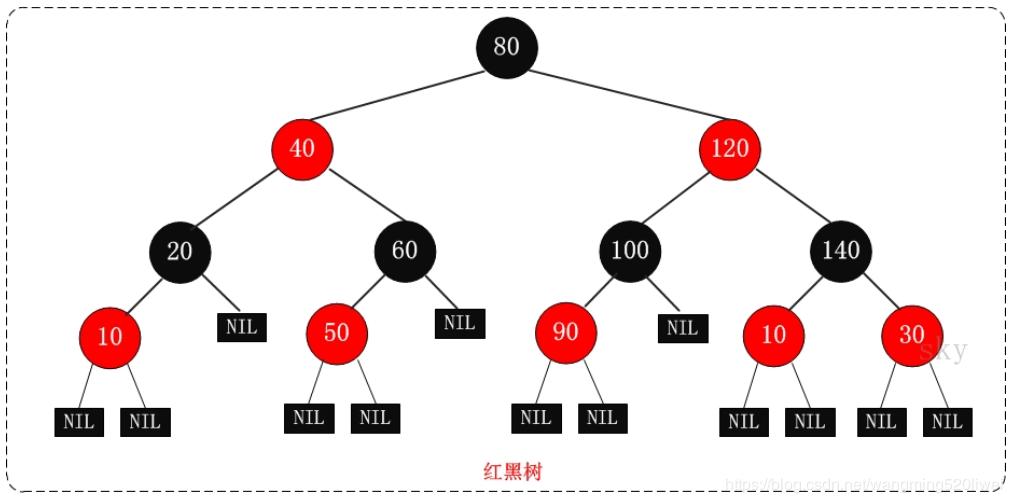 80
40
120
20
60
100
140
10
NIL
50
NIL
90
NIL
10
30
sky
NIL
NIL
NIL
NIL
NIL
NIL
NIL
NIL
NIL
NIL
红黑树
https://blog.csdn.net/wangming520liwei